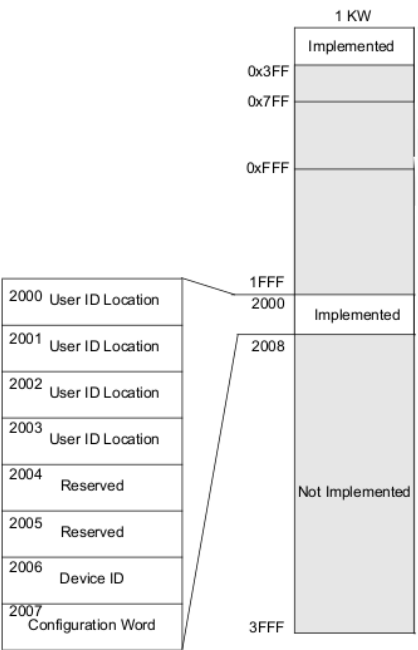 1 KW
Implemented
0x3FF
0x7FF
0xFFF
1FFF
2000
Implemented
2008
Not Implemented
3FFF
2000 User ID Location
2001 User ID Location
2002 User ID Location
2003 User ID Location
2004 Reserved
2005 Reserved
2006 Device ID
2007 Configuration Word